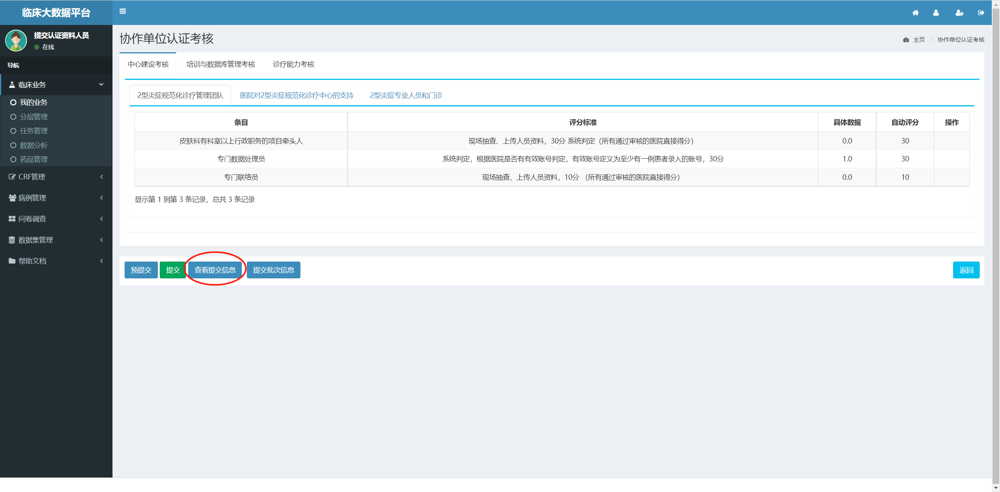 临床大数据平台
提交认证资料人员
在线
导航
临床业务
我的业务
分层管理
任务管理
数据分析
药品管理
CRF管理
病例管理
问卷调查
数据集管理
帮助文档
协作单位认证考核
主页 > 协作单位认证考核
中心建设考核 培训与数据库管理考核 诊疗能力考核
2型炎症规范化诊疗管理团队 医院对2型炎症规范化诊疗中心的支持 2型炎症专业人员和门诊
条目 评分标准 具体数据 自动评分 操作
皮肤科有科室以上行政职务的项目牵头人 现场抽查、上传人员资料，30分 系统判定（所有通过审核的医院直接得分） 0.0 30
专门数据处理员 系统判定，根据医院是否有有效账号判定，有效账号定义为至少有一例患者录入的账号，30分 1.0 30
专门联络员 现场抽查、上传人员资料，10分 （所有通过审核的医院直接得分） 0.0 10
显示第 1 到第 3 条记录，总共 3 条记录
预提交 提交 查看提交信息 提交批次信息 返回